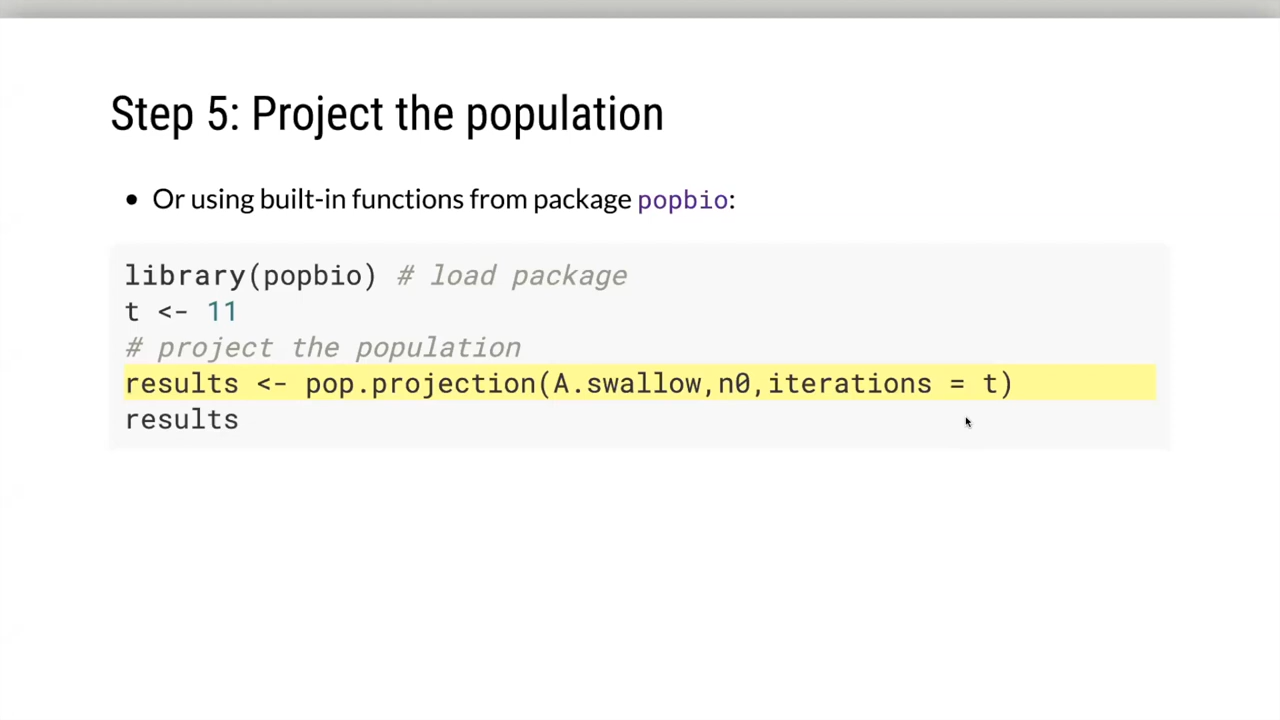 Step 5: Project the population
• Or using built-in functions from package popbio:
library(popbio) # load package
t <- 11
# project the population
results <- pop.projection(A.swallow,n0,iterations = t)
results